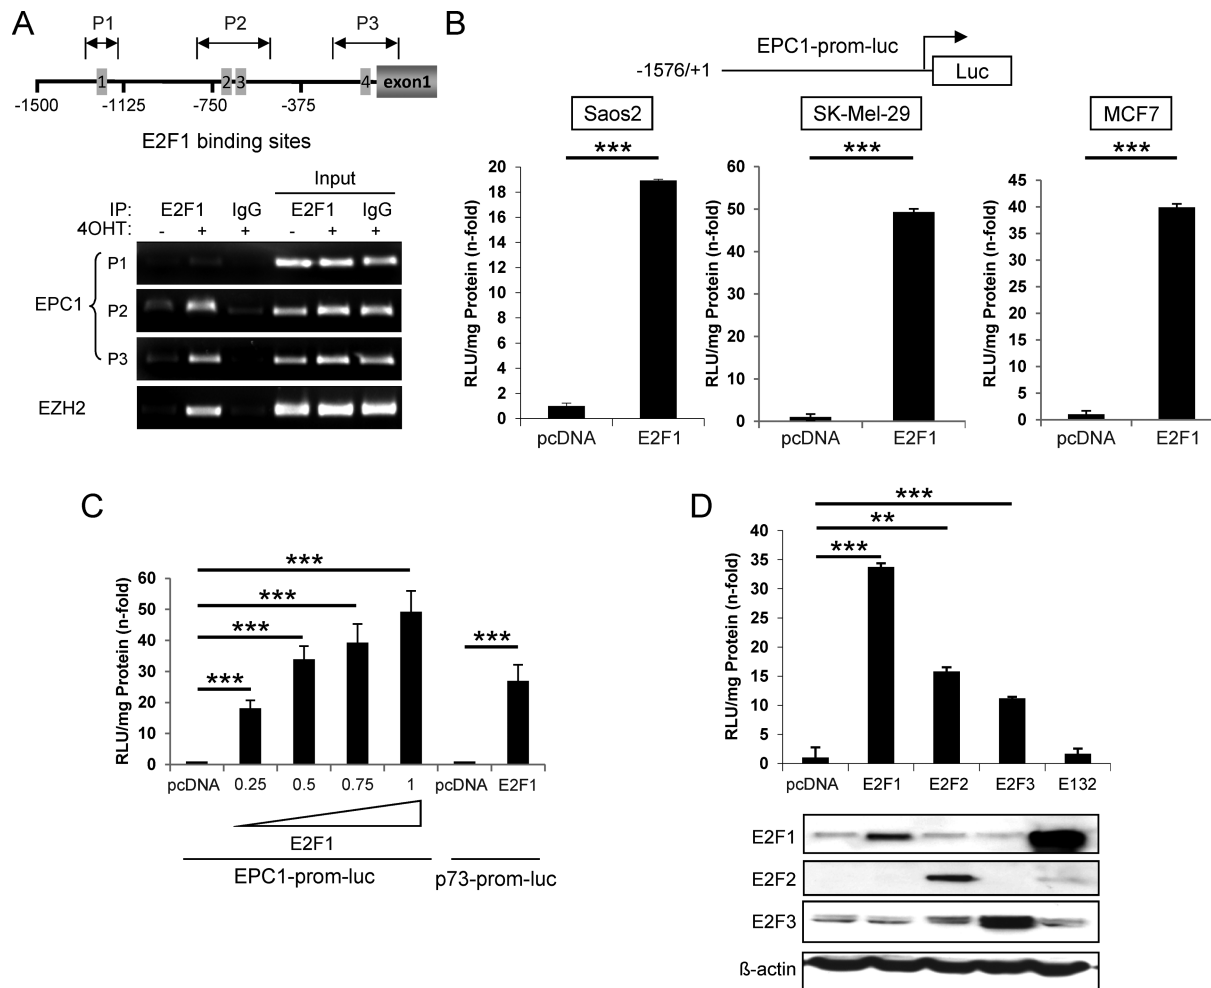 A
P1 P2 P3
1 2 3 4 exon1
-1500 -1125 -750 -375
E2F1 binding sites
Input
IP: E2F1 IgG E2F1 IgG
4OHT: - + + - + +
EPC1
P1
P2
P3
EZH2
B
EPC1-prom-luc
-1576/+1
Luc
Saos2
***
RLU/mg Protein (n-fold)
20
18
16
14
12
10
8
6
4
2
0
pcDNA E2F1
SK-Mel-29
***
RLU/mg Protein (n-fold)
60
50
40
30
20
10
0
pcDNA E2F1
MCF7
***
RLU/mg Protein (n-fold)
45
40
35
30
25
20
15
10
5
0
pcDNA E2F1
C
RLU/mg Protein (n-fold)
60
50
40
30
20
10
0
***
***
***
***
***
pcDNA 0.25 0.5 0.75 1 pcDNA E2F1
E2F1
EPC1-prom-luc p73-prom-luc
D
RLU/mg Protein (n-fold)
40
35
30
25
20
15
10
5
0
***
**
***
pcDNA E2F1 E2F2 E2F3 E132
E2F1
E2F2
E2F3
ß-actin